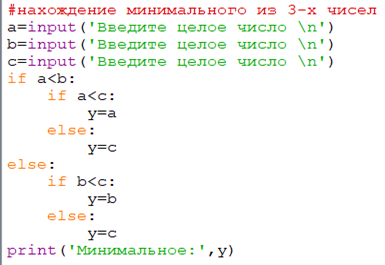 #нахождение минимального из 3-х чисел
a=input('Введите целое число \n')
b=input('Введите целое число \n')
c=input('Введите целое число \n')
if a<b:
    if a<c:
        y=a
    else:
        y=c
else:
    if b<c:
        y=b
    else:
        y=c
print('Минимальное:',y)